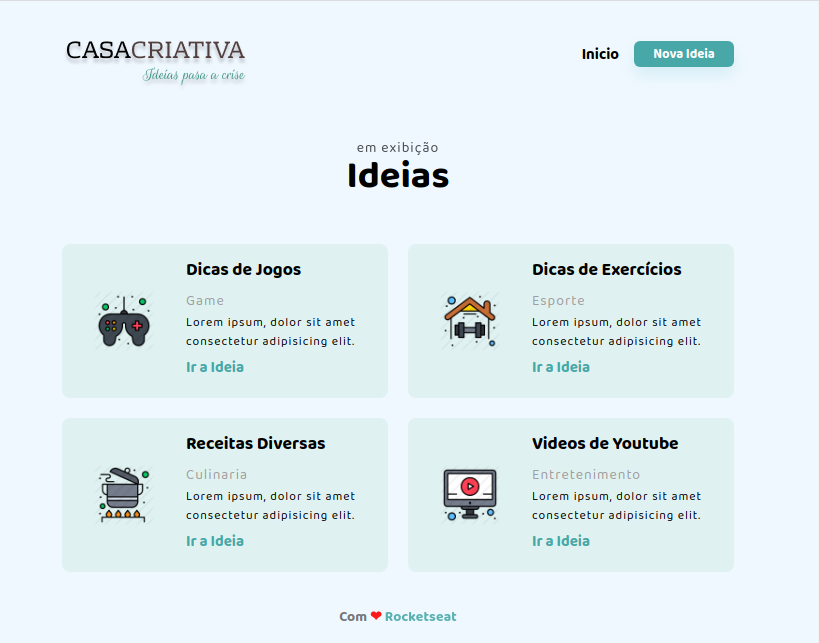 CASACRIATIVA
Ideias pasa a crise
Inicio
Nova Ideia
em exibição
Ideias
Dicas de Jogos
Game
Lorem ipsum, dolor sit amet
consectetur adipisicing elit.
Ir a Ideia
Dicas de Exercícios
Esporte
Lorem ipsum, dolor sit amet
consectetur adipisicing elit.
Ir a Ideia
Receitas Diversas
Culinaria
Lorem ipsum, dolor sit amet
consectetur adipisicing elit.
Ir a Ideia
Videos de Youtube
Entretenimento
Lorem ipsum, dolor sit amet
consectetur adipisicing elit.
Ir a Ideia
Com ❤ Rocketseat